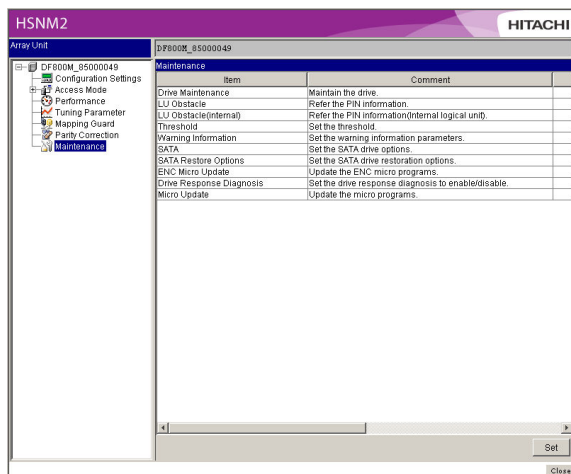 HSNM2
HITACHI
Array Unit
DF800M_85000049
DF800M_85000049
Configuration Settings
Access Mode
Performance
Tuning Parameter
Mapping Guard
Parity Correction
Maintenance
Maintenance
Item Comment
Drive Maintenance Maintain the drive.
LU Obstacle Refer the PIN information.
LU Obstacle(internal) Refer the PIN information(Internal logical unit).
Threshold Set the threshold.
Warning Information Set the warning information parameters.
SATA Set the SATA drive options.
SATA Restore Options Set the SATA drive restoration options.
ENC Micro Update Update the ENC micro programs.
Drive Response Diagnosis Set the drive response diagnosis to enable/disable.
Micro Update Update the micro programs.
Set
Close